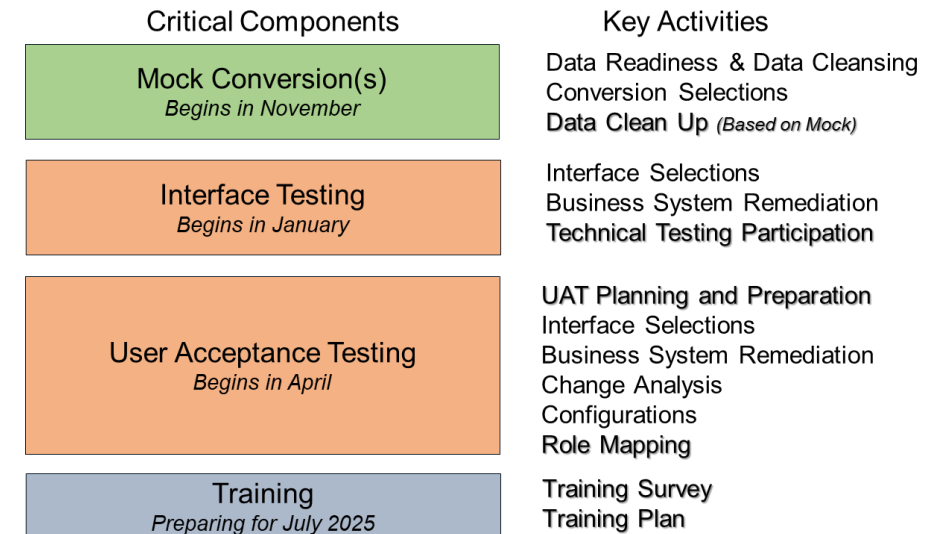 Critical Components
Key Activities
Mock Conversion(s)
Begins in November
Data Readiness & Data Cleansing
Conversion Selections
Data Clean Up (Based on Mock)
Interface Testing
Begins in January
Interface Selections
Business System Remediation
Technical Testing Participation
User Acceptance Testing
Begins in April
UAT Planning and Preparation
Interface Selections
Business System Remediation
Change Analysis
Configurations
Role Mapping
Training
Preparing for July 2025
Training Survey
Training Plan